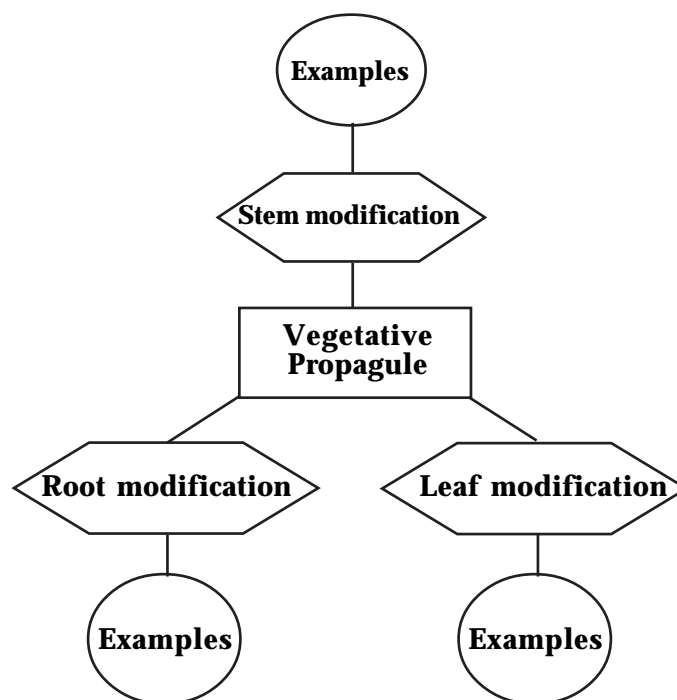 Examples
Stem modification
Vegetative
Propagule
Root modification
Leaf modification
Examples
Examples